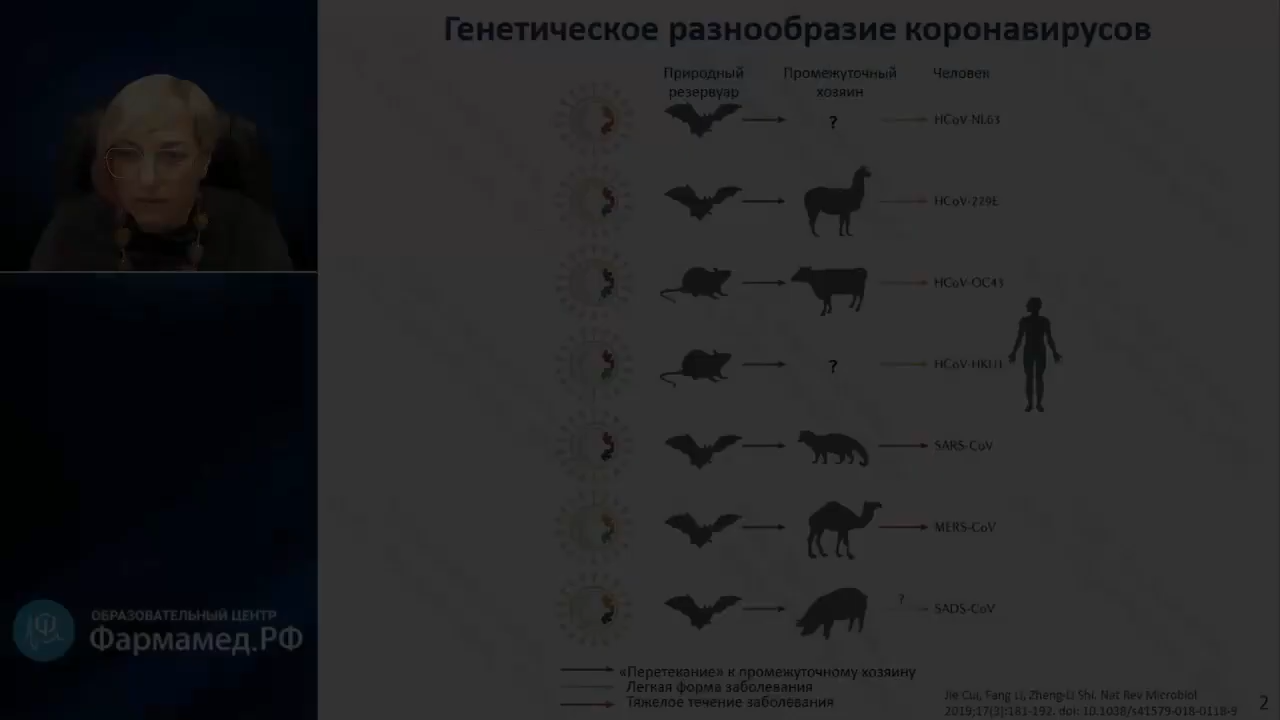 Генетическое разнообразие коронавирусов
Природный
резервуар
Промежуточный
хозяин
Человек
?
HCoV-NL63
HCoV-229E
HCoV-OC43
?
HCoV-HKU1
SARS-CoV
MERS-CoV
?
SADS-CoV
«Перетекание» к промежуточному хозяину
Легкая форма заболевания
Тяжелое течение заболевания
Jie Cui, Fang Li, Zheng-Li Shi. Nat Rev Microbiol
2019;17(3):181-192. doi: 10.1038/s41579-018-0118-9
2
ОБРАЗОВАТЕЛЬНЫЙ ЦЕНТР
Фармамед.РФ